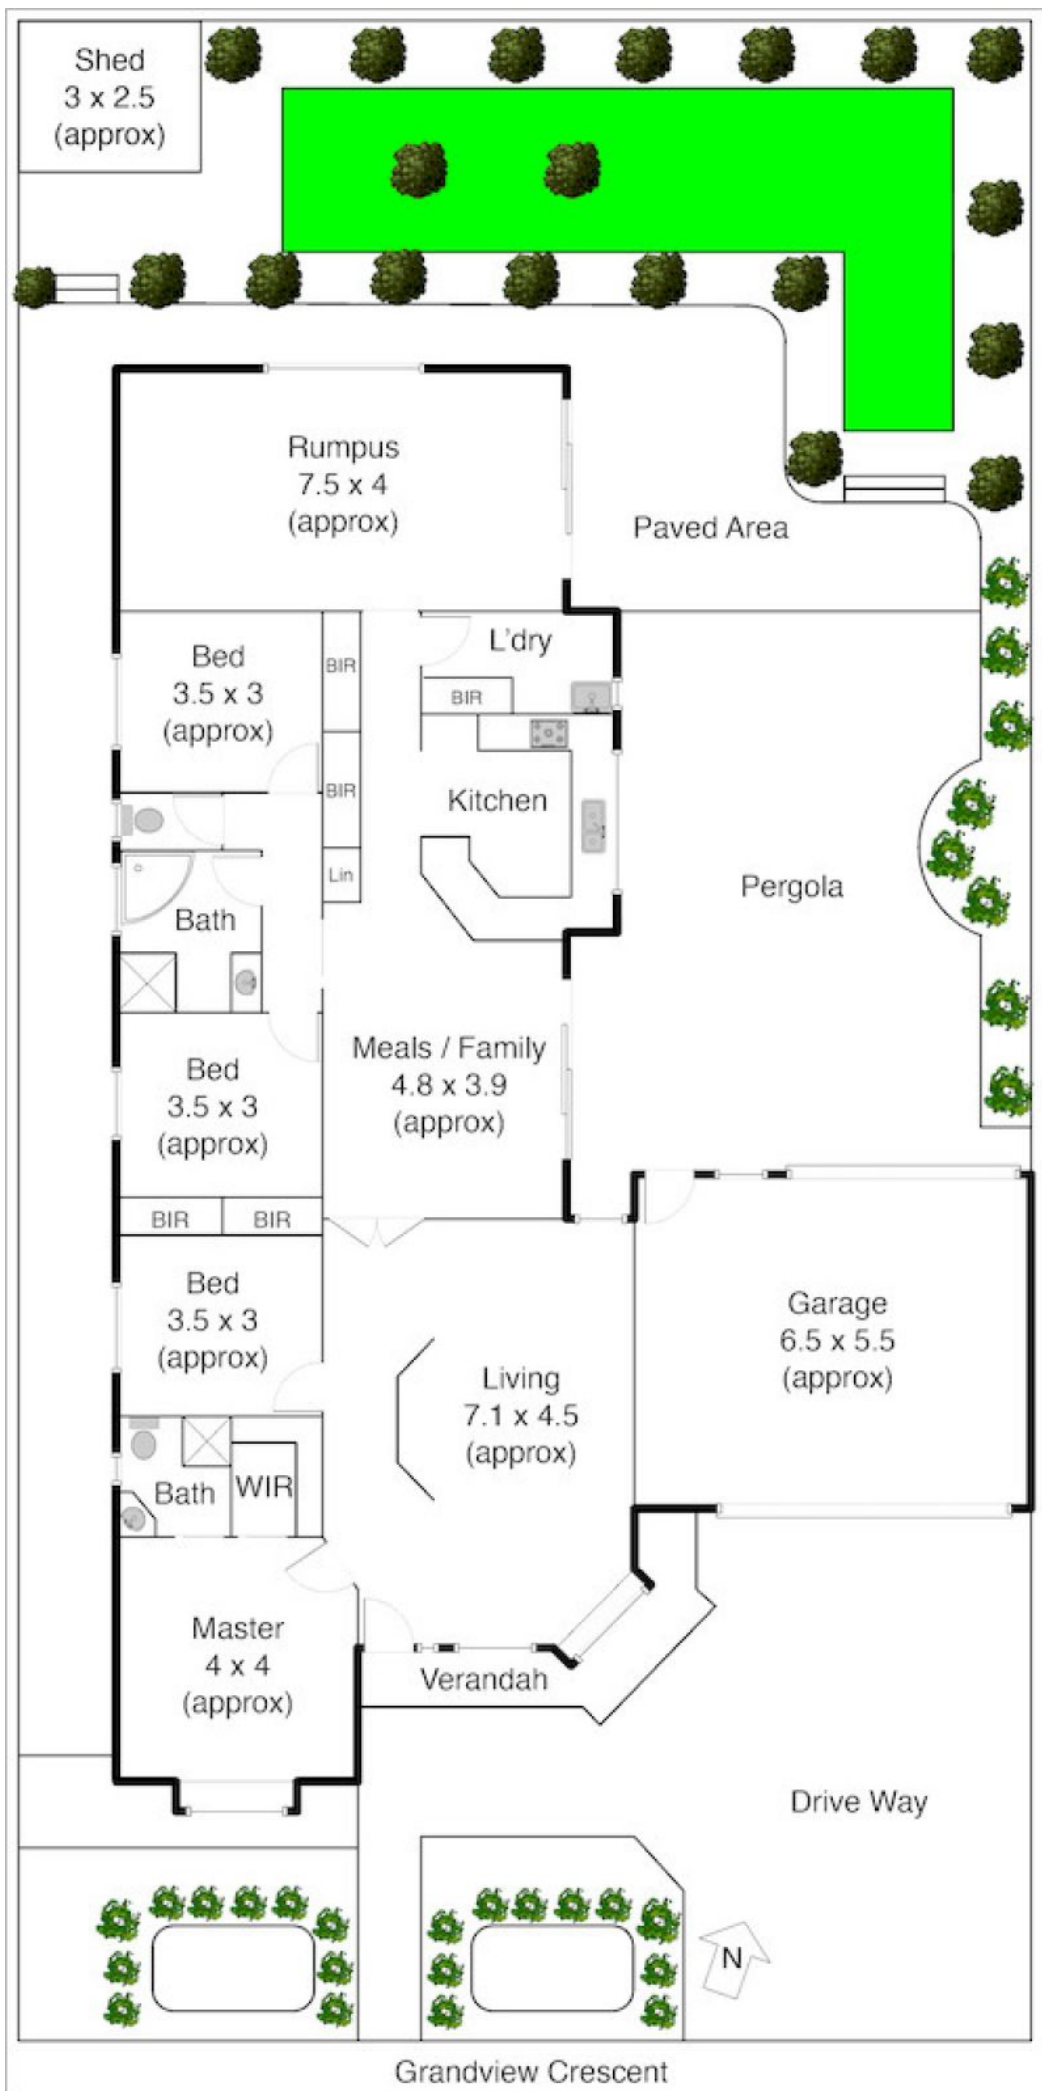 Shed
3 x 2.5
(approx)
Rumpus
7.5 x 4
(approx)
Paved Area
Bed
3.5 x 3
(approx)
BIR
L'dry
BIR
BIR
Kitchen
Lin
Bath
Pergola
Bed
3.5 x 3
(approx)
Meals / Family
4.8 x 3.9
(approx)
BIR
BIR
Bed
3.5 x 3
(approx)
Garage
6.5 x 5.5
(approx)
Living
7.1 x 4.5
(approx)
Bath
WIR
Master
4 x 4
(approx)
Verandah
Drive Way
N
Grandview Crescent